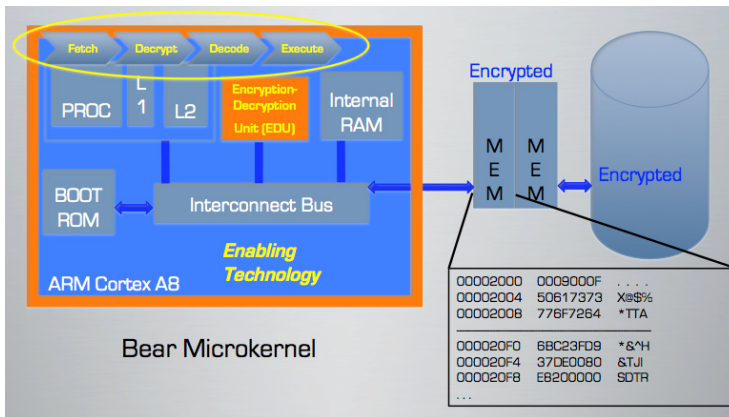 Fetch
Decrypt
Decode
Execute
PROC
L
1
L2
Encryption-
Decryption
Unit (EDU)
Internal
RAM
BOOT
ROM
Interconnect Bus
Enabling
Technology
ARM Cortex A8
Bear Microkernel
Encrypted
M
E
M
M
E
M
Encrypted
00002000 0009000F . . . .
00002004 50617373 X@$%
00002008 776F7264 *TTA
000020F0 6BC23FD9 *&^H
000020F4 37DE0080 &TJI
000020F8 E6200000 SDTR
...